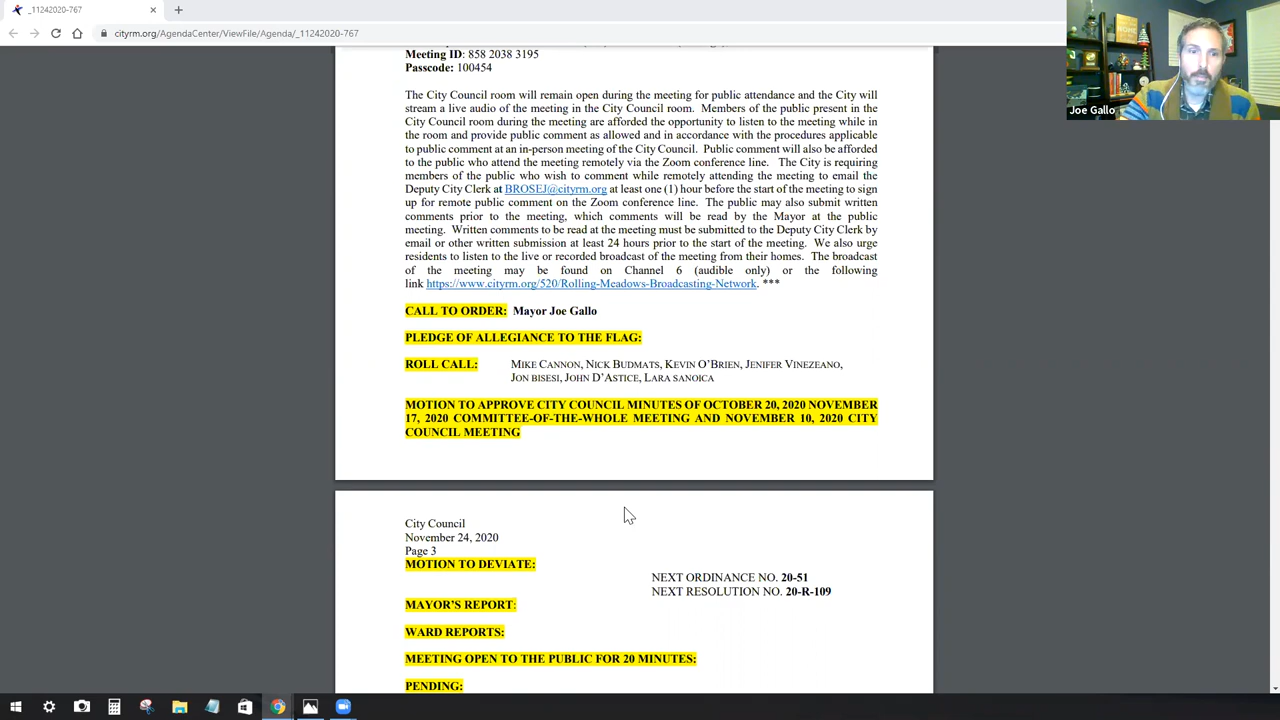 _11242020-767
cityrm.org/AgendaCenter/ViewFile/Agenda/_11242020-767
Joe Gallo
Meeting ID: 858 2038 3195
Passcode: 100454
The City Council room will remain open during the meeting for public attendance and the City will
stream a live audio of the meeting in the City Council room. Members of the public present in the
City Council room during the meeting are afforded the opportunity to listen to the meeting while in
the room and provide public comment as allowed and in accordance with the procedures applicable
to public comment at an in-person meeting of the City Council. Public comment will also be afforded
to the public who attend the meeting remotely via the Zoom conference line. The City is requiring
members of the public who wish to comment while remotely attending the meeting to email the
Deputy City Clerk at BROSEJ@cityrm.org at least one (1) hour before the start of the meeting to sign
up for remote public comment on the Zoom conference line. The public may also submit written
comments prior to the meeting, which comments will be read by the Mayor at the public
meeting. Written comments to be read at the meeting must be submitted to the Deputy City Clerk by
email or other written submission at least 24 hours prior to the start of the meeting. We also urge
residents to listen to the live or recorded broadcast of the meeting from their homes. The broadcast
of the meeting may be found on Channel 6 (audible only) or the following
link https://www.cityrm.org/520/Rolling-Meadows-Broadcasting-Network. ***
CALL TO ORDER: Mayor Joe Gallo
PLEDGE OF ALLEGIANCE TO THE FLAG:
ROLL CALL: MIKE CANNON, NICK BUDMATS, KEVIN O'BRIEN, JENIFER VINEZEANO,
JON BISESI, JOHN D'ASTICE, LARA SANOICA
MOTION TO APPROVE CITY COUNCIL MINUTES OF OCTOBER 20, 2020 NOVEMBER
17, 2020 COMMITTEE-OF-THE-WHOLE MEETING AND NOVEMBER 10, 2020 CITY
COUNCIL MEETING
City Council
November 24, 2020
Page 3
MOTION TO DEVIATE:
NEXT ORDINANCE NO. 20-51
NEXT RESOLUTION NO. 20-R-109
MAYOR'S REPORT:
WARD REPORTS:
MEETING OPEN TO THE PUBLIC FOR 20 MINUTES:
PENDING: